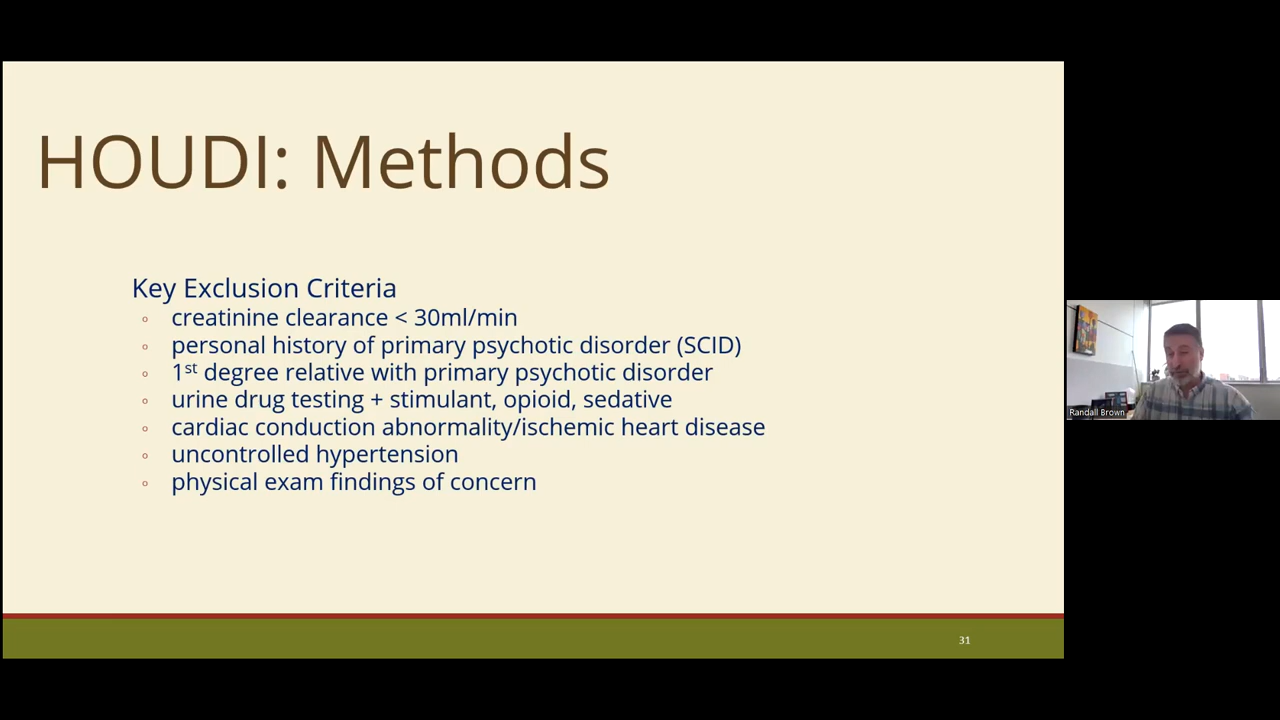 HOUDI: Methods
Key Exclusion Criteria
creatinine clearance < 30ml/min
personal history of primary psychotic disorder (SCID)
1st degree relative with primary psychotic disorder
urine drug testing + stimulant, opioid, sedative
cardiac conduction abnormality/ischemic heart disease
uncontrolled hypertension
physical exam findings of concern
31
Randall Brown